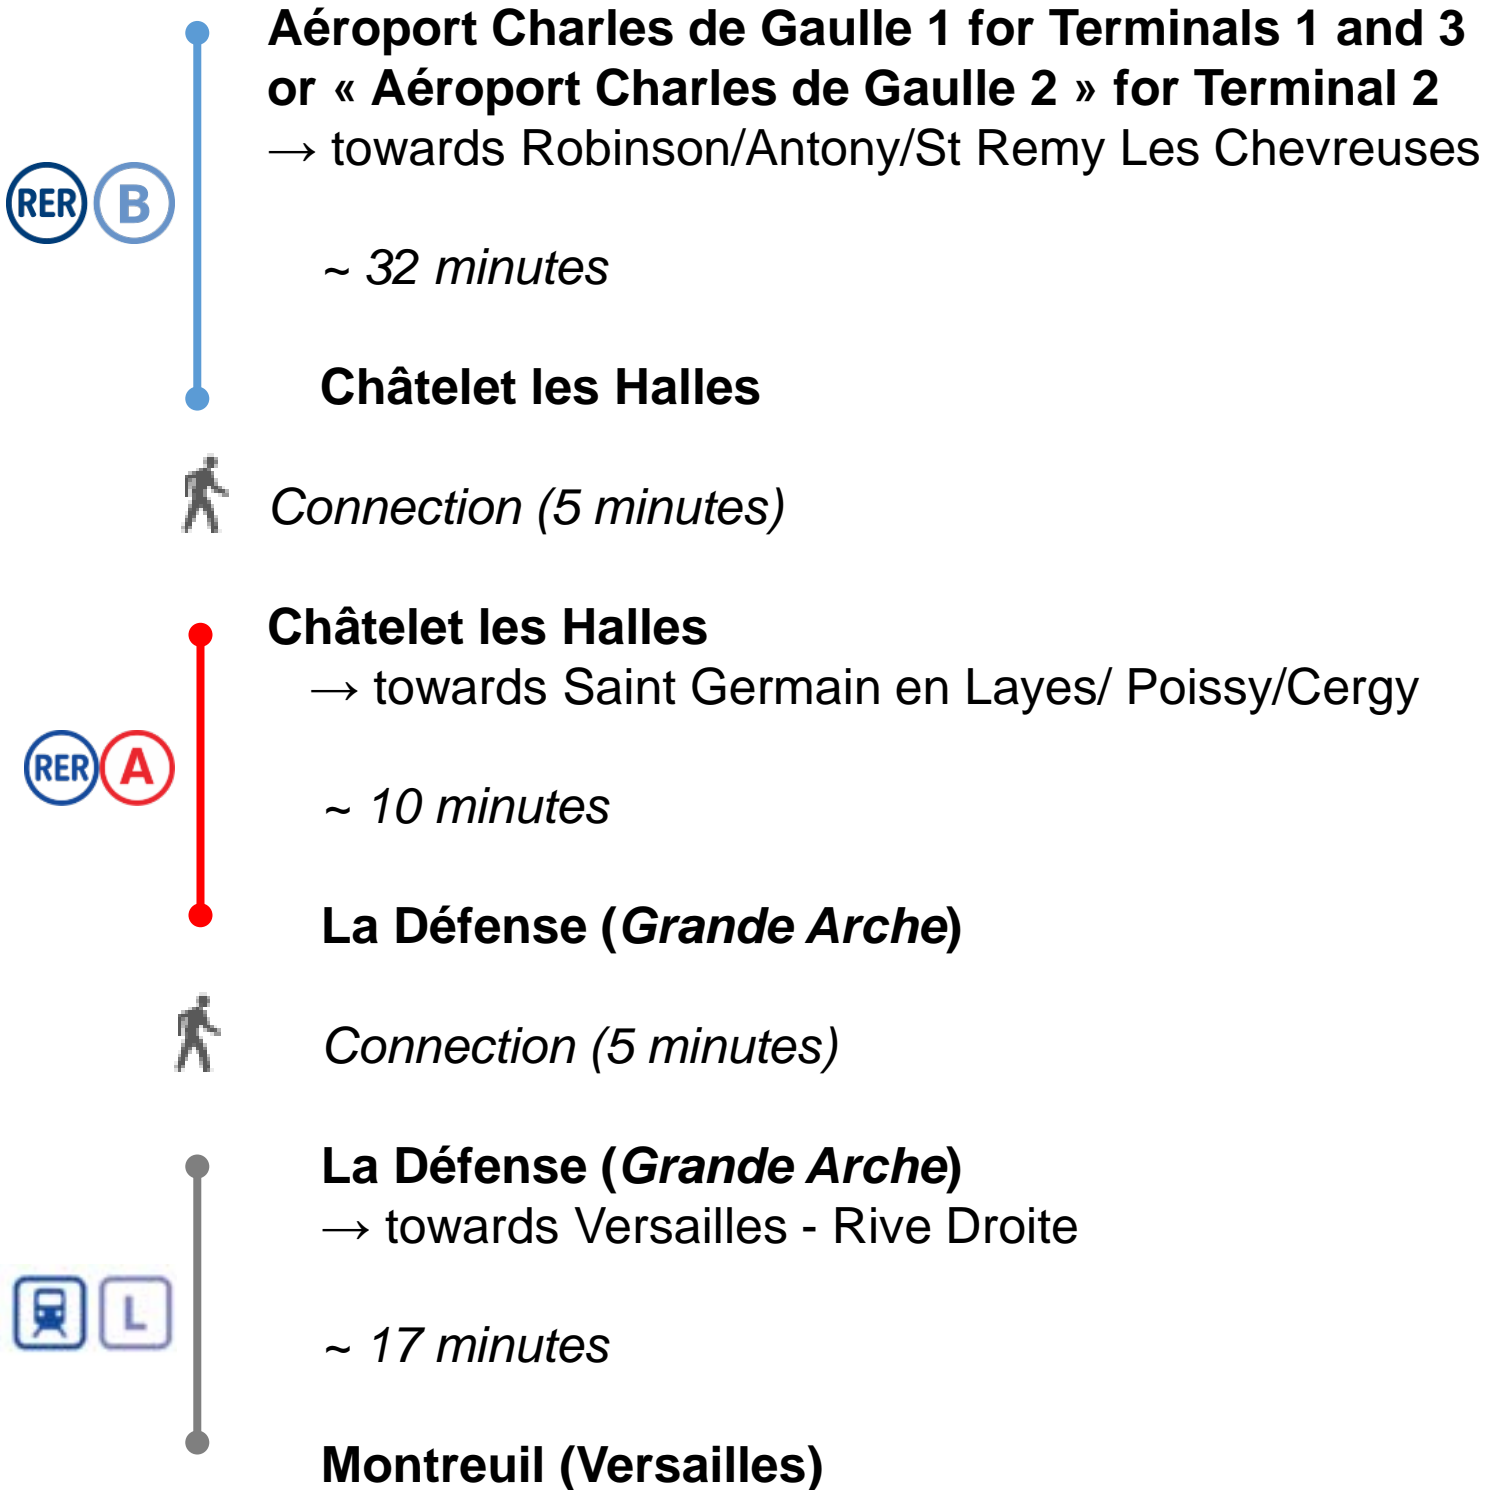 Aéroport Charles de Gaulle 1 for Terminals 1 and 3
or « Aéroport Charles de Gaulle 2 » for Terminal 2
→ towards Robinson/Antony/St Remy Les Chevreuses
RER B
~ 32 minutes
Châtelet les Halles
Connection (5 minutes)
Châtelet les Halles
→ towards Saint Germain en Layes/ Poissy/Cergy
RER A
~ 10 minutes
La Défense (Grande Arche)
Connection (5 minutes)
La Défense (Grande Arche)
→ towards Versailles - Rive Droite
L
~ 17 minutes
Montreuil (Versailles)